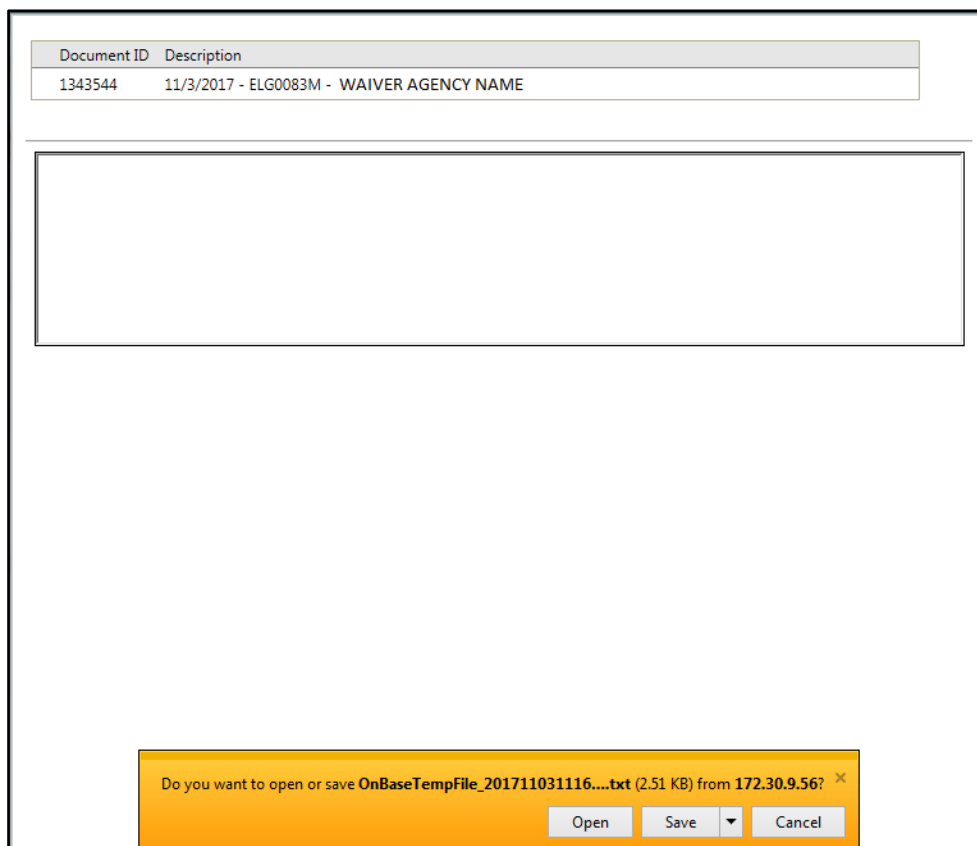 Document ID Description
1343544 11/3/2017 - ELG0083M - WAIVER AGENCY NAME
Do you want to open or save OnBaseTempFile_201711031116....txt (2.51 KB) from 172.30.9.56? ×
Open Save Cancel